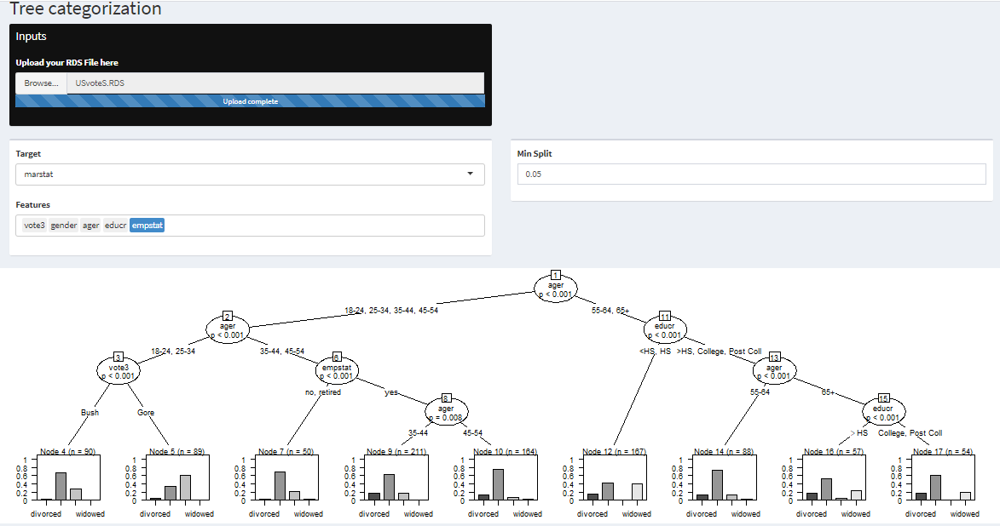 Tree categorization
Inputs
Upload your RDS File here
Browse... USvoteS.RDS
Upload complete
Target
marstat
Features
vote3 gender ager educr empstat
Min Split
0.05
1
ager
p < 0.001
18-24, 25-34, 35-44, 45-54
55-64, 65+
2
ager
p < 0.001
11
educr
p < 0.001
18-24, 25-34
35-44, 45-54
<HS, HS >HS, College, Post Coll
3
vote3
p < 0.001
6
empstat
p < 0.001
13
ager
p < 0.001
Bush
Gore
no, retired
yes
55-64
65+
8
ager
p = 0.008
15
educr
p < 0.001
35-44
45-54
> HS
College, Post Coll
Node 4 (n = 90)
1
0.8
0.6
0.4
0.2
0
divorced widowed
Node 5 (n = 89)
1
0.8
0.6
0.4
0.2
0
divorced widowed
Node 7 (n = 50)
1
0.8
0.6
0.4
0.2
0
divorced widowed
Node 9 (n = 211)
1
0.8
0.6
0.4
0.2
0
divorced widowed
Node 10 (n = 164)
1
0.8
0.6
0.4
0.2
0
divorced widowed
Node 12 (n = 167)
1
0.8
0.6
0.4
0.2
0
divorced widowed
Node 14 (n = 88)
1
0.8
0.6
0.4
0.2
0
divorced widowed
Node 16 (n = 57)
1
0.8
0.6
0.4
0.2
0
divorced widowed
Node 17 (n = 54)
1
0.8
0.6
0.4
0.2
0
divorced widowed